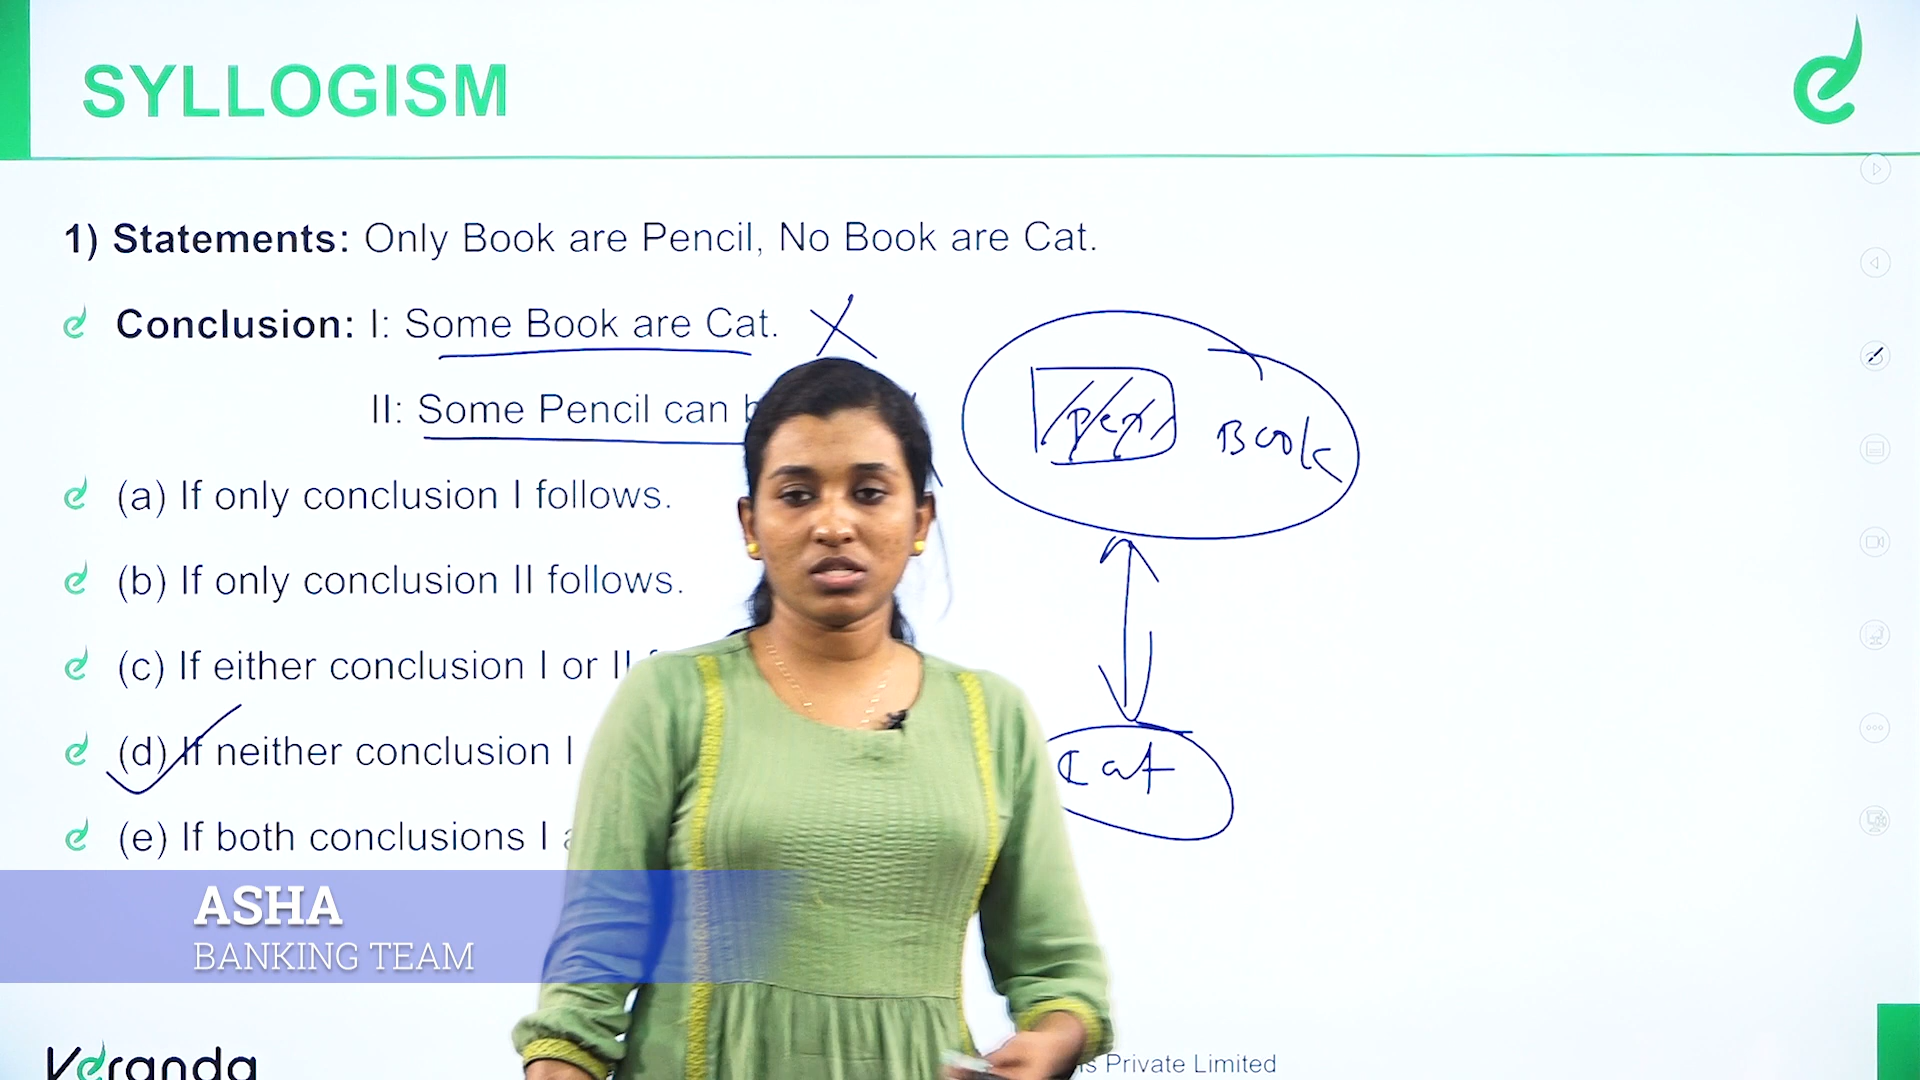 SYLLOGISM
1) Statements: Only Book are Pencil, No Book are Cat.
Conclusion: I: Some Book are Cat.
II: Some Pencil can
(a) If only conclusion I follows.
(b) If only conclusion II follows.
(c) If either conclusion I or II
(d) If neither conclusion I
(e) If both conclusions I
Pen
Book
Cat
ASHA
BANKING TEAM
Veranda
Private Limited